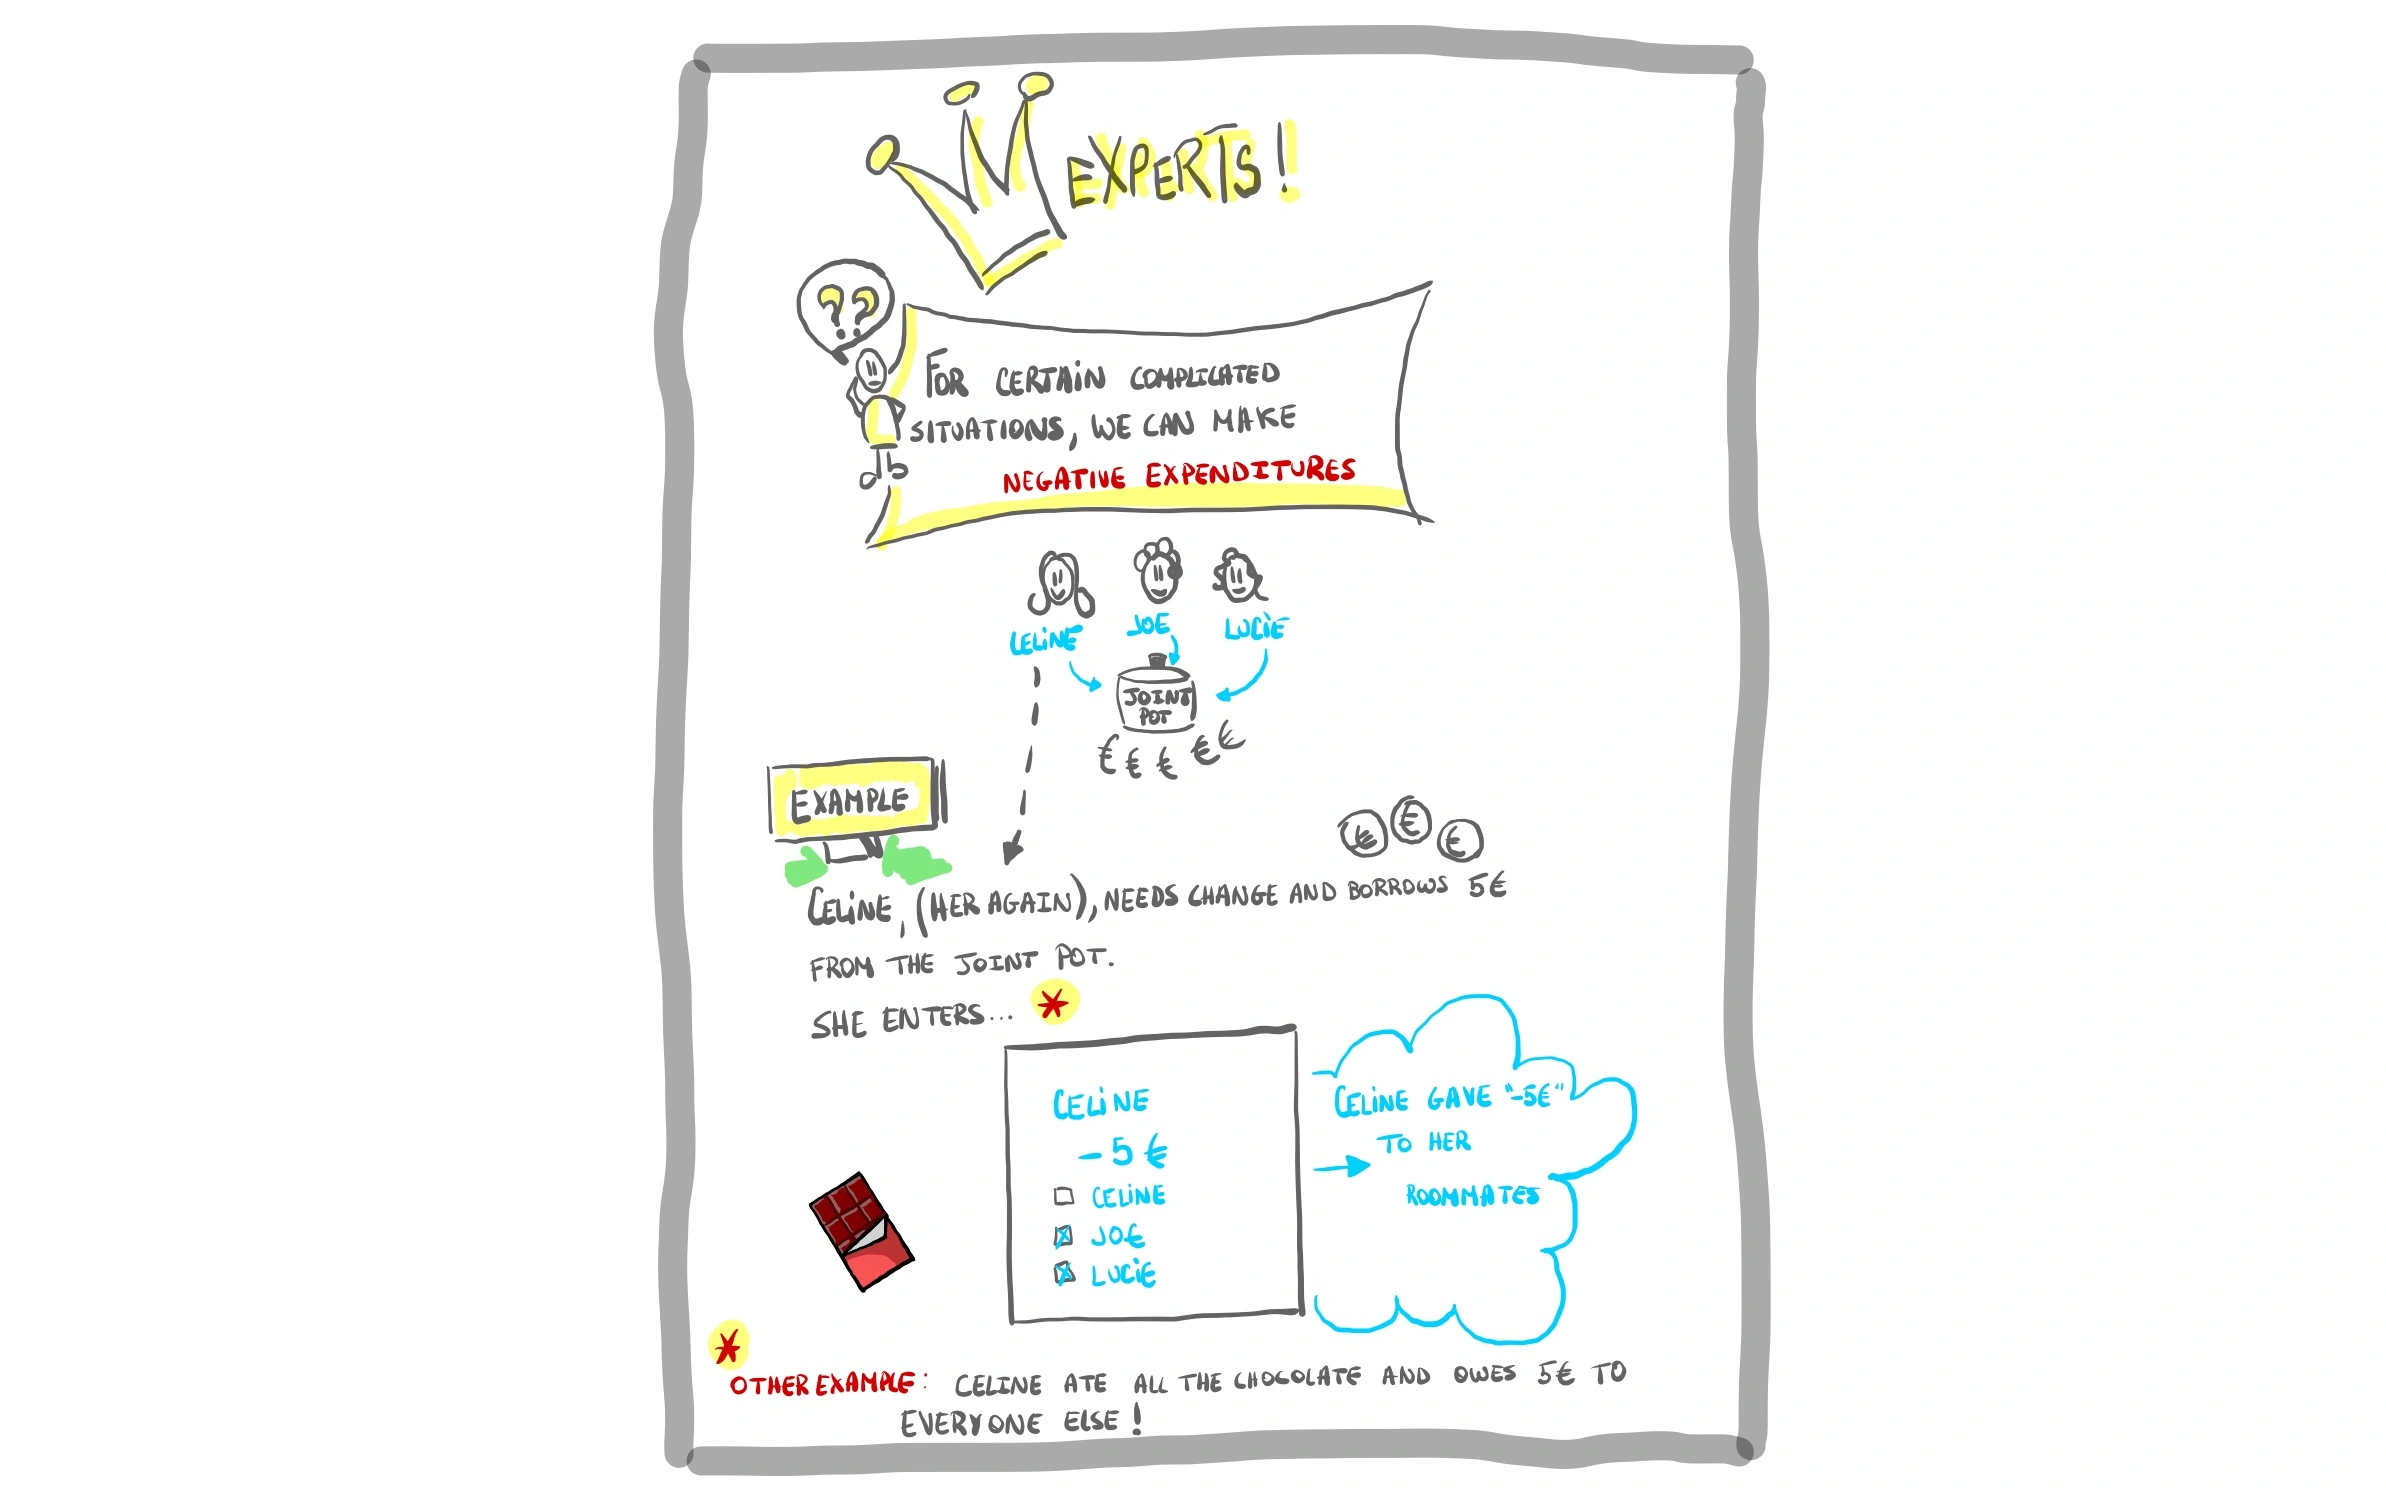 EXPERTS!
??
FOR CERTAIN COMPLICATED
SITUATIONS, WE CAN MAKE
NEGATIVE EXPENDITURES
CELINE JOE LUCIE
JOINT
POT
€ € € € €
EXAMPLE
€ € €
CELINE, (HER AGAIN), NEEDS CHANGE AND BORROWS 5€
FROM THE JOINT POT.
SHE ENTERS... *
CELINE
-5 €
CELINE
JO€
LUCIE
CELINE GAVE "-5€"
TO HER
ROOMMATES
*
OTHER EXAMPLE: CELINE ATE ALL THE CHOCOLATE AND OWES 5€ TO
EVERYONE ELSE!